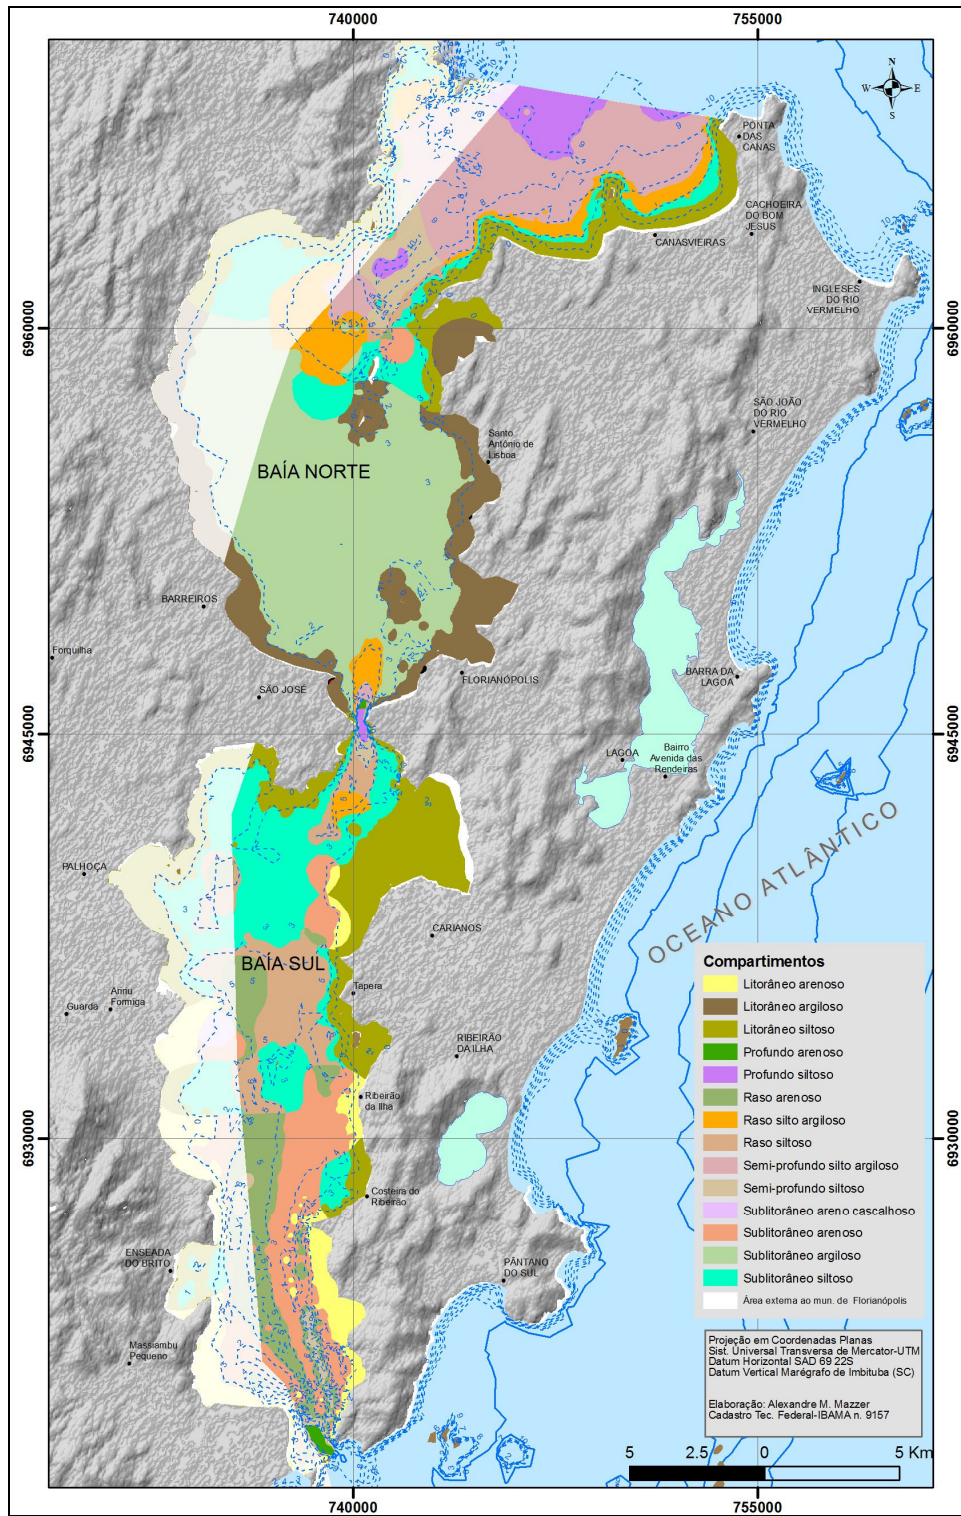 740000
755000
N
W
E
S
PONTA
DAS
CANAS
CACHOEIRA
DO BOM
JESUS
CANASVIEIRAS
INGLESES
DO RIO
VERMELHO
6960000
6960000
SÃO JOÃO
DO RIO
VERMELHO
Santo
Antônio de
Lisboa
BAÍA NORTE
BARREIROS
Forquilha
SÃO JOSÉ
FLORIANÓPOLIS
BARRA DA
LAGOA
6945000
6945000
LAGOA
Bairro
Avenida das
Rendeiras
OCEANO ATLÂNTICO
PALHOÇA
CARIANOS
BAÍA SUL
Tapera
Guarda
Aririu
Formiga
RIBEIRÃO
DA ILHA
Ribeirão
da Ilha
6930000
6930000
Costeira do
Ribeirão
ENSEADA
DO BRITO
PÂNTANO
DO SUL
Massiambu
Pequeno
Compartimentos
Litorâneo arenoso
Litorâneo argiloso
Litorâneo siltoso
Profundo arenoso
Profundo siltoso
Raso arenoso
Raso silto argiloso
Raso siltoso
Semi-profundo silto argiloso
Semi-profundo siltoso
Sublitorâneo areno cascalhoso
Sublitorâneo arenoso
Sublitorâneo argiloso
Sublitorâneo siltoso
Área externa ao mun. de Florianópolis
Projeção em Coordenadas Planas
Sist. Universal Transversa de Mercator-UTM
Datum Horizontal SAD 69 22S
Datum Vertical Marégrafo de Imbituba (SC)
Elaboração: Alexandre M. Mazzer
Cadastro Tec. Federal-IBAMA n. 9157
5 2.5 0 5 Km
740000
755000